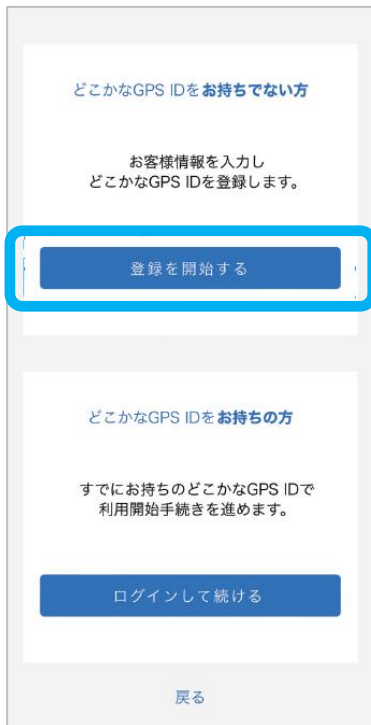 どこかなGPS IDをお持ちでない方
お客様情報を入力し
どこかなGPS IDを登録します。
登録を開始する
どこかなGPS IDをお持ちの方
すでにお持ちのどこかなGPS IDで
利用開始手続きを進めます。
ログインして続ける
戻る